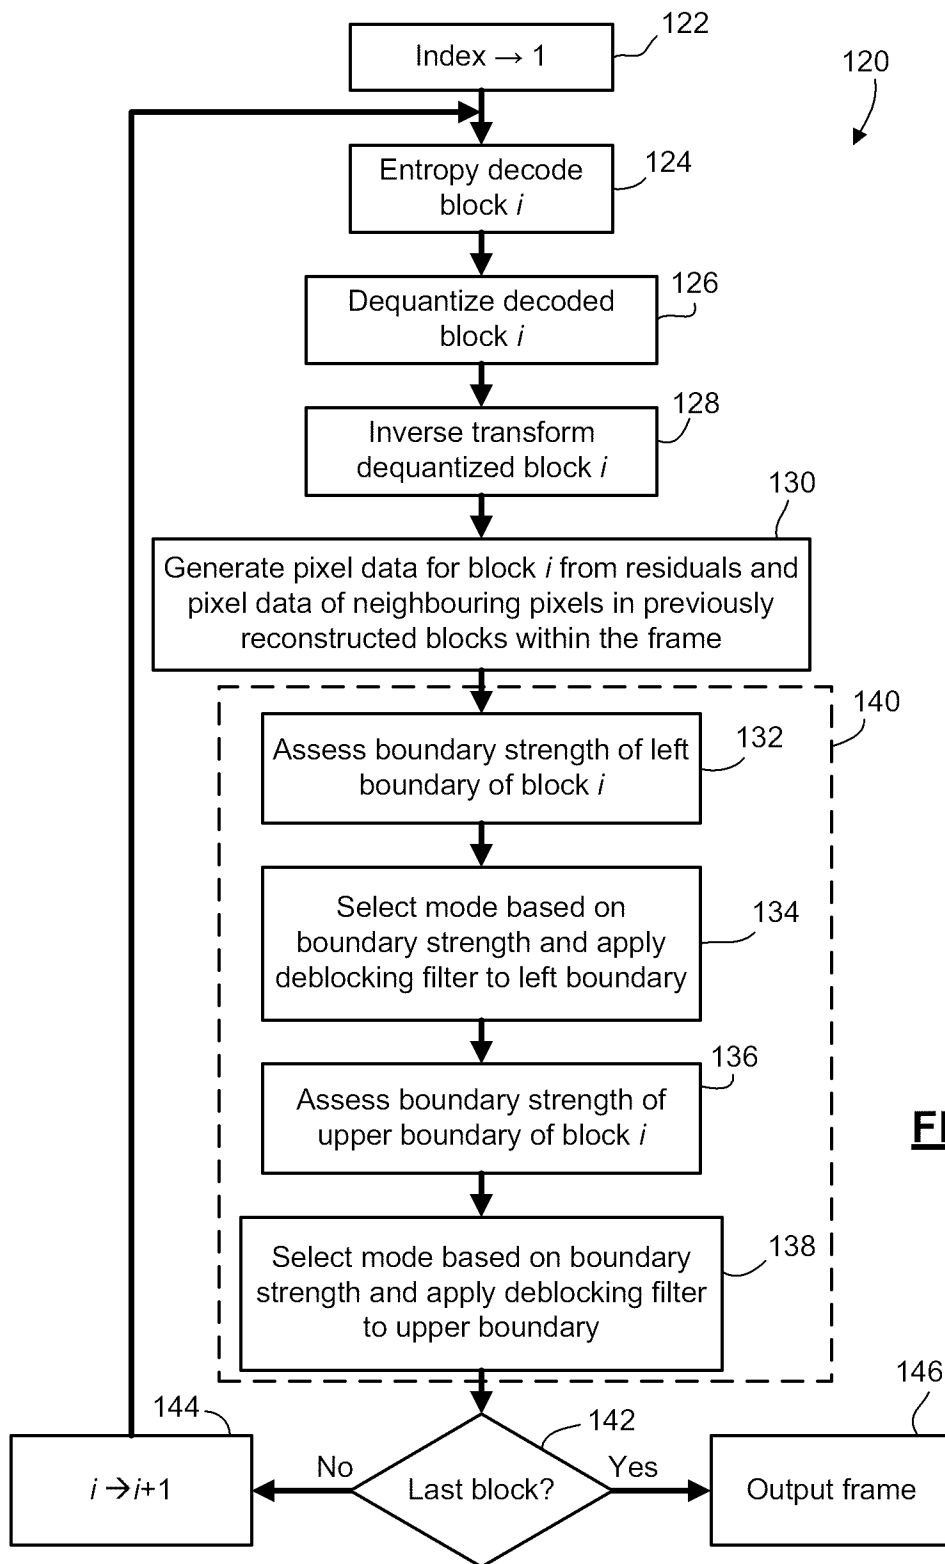 122
Index → 1
120
124
Entropy decode
block i
126
Dequantize decoded
block i
128
Inverse transform
dequantized block i
130
Generate pixel data for block i from residuals and
pixel data of neighbouring pixels in previously
reconstructed blocks within the frame
140
132
Assess boundary strength of left
boundary of block i
134
Select mode based on
boundary strength and apply
deblocking filter to left boundary
136
Assess boundary strength of
upper boundary of block i
138
Select mode based on boundary
strength and apply deblocking filter
to upper boundary
144
142
146
i → i+1
No
Last block?
Yes
Output frame